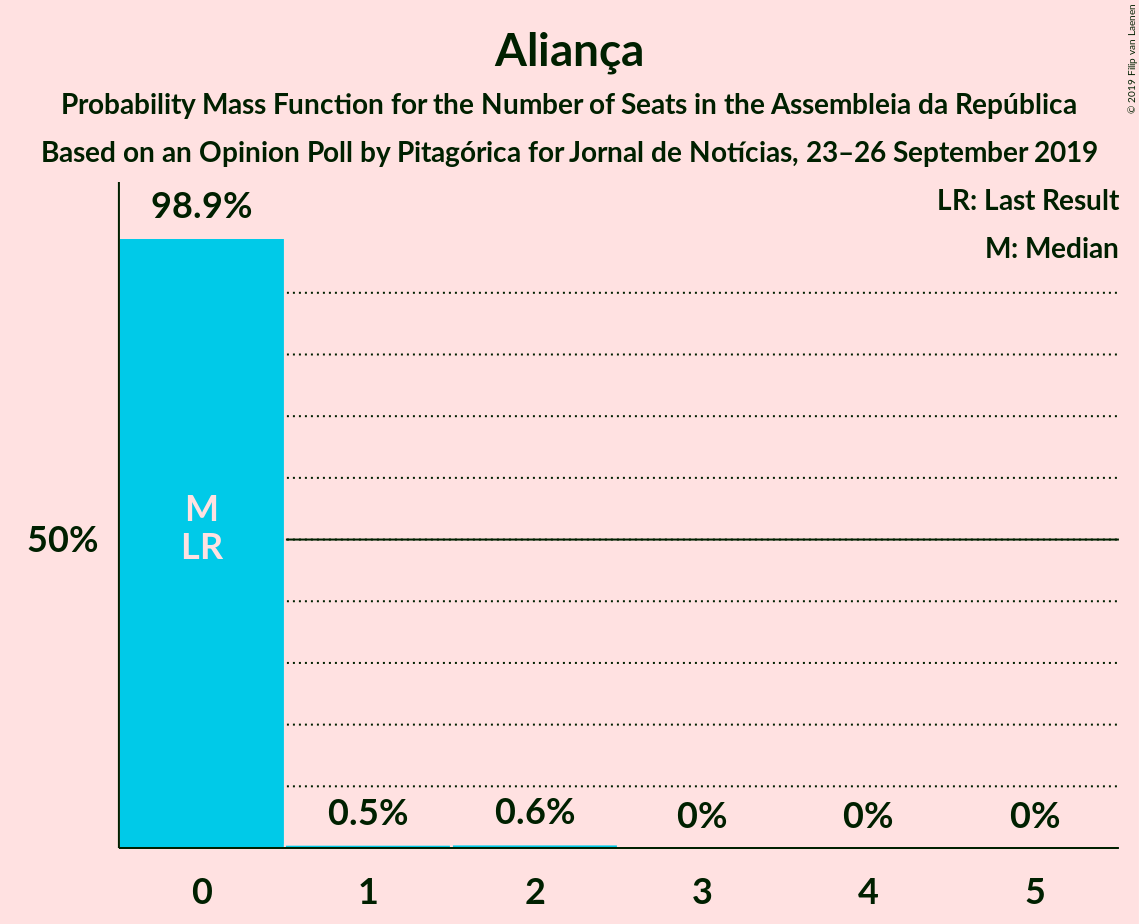 Aliança
Probability Mass Function for the Number of Seats in the Assembleia da República
Based on an Opinion Poll by Pitagórica for Jornal de Notícias, 23–26 September 2019
© 2019 Filip van Laenen
LR: Last Result
M: Median
98.9%
M
LR
50%
0.5%
0.6%
0%
0%
0%
0
1
2
3
4
5